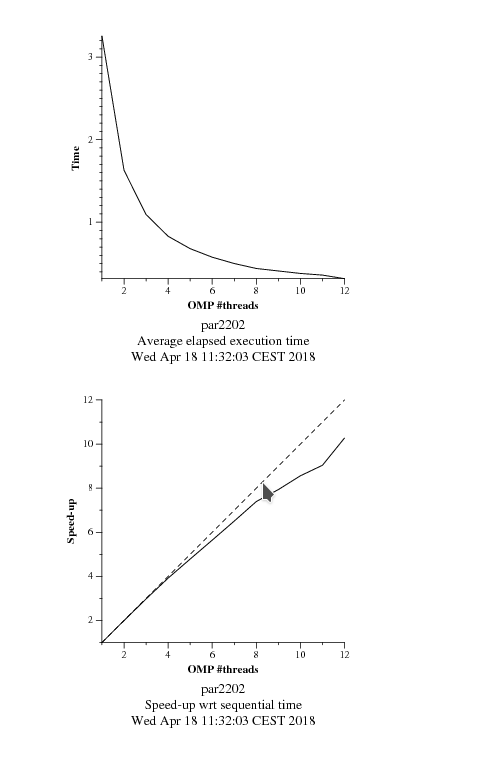 3
2
1
Time
2 4 6 8 10 12
OMP #threads
par2202
Average elapsed execution time
Wed Apr 18 11:32:03 CEST 2018
12
10
8
6
4
2
Speed-up
2 4 6 8 10 12
OMP #threads
par2202
Speed-up wrt sequential time
Wed Apr 18 11:32:03 CEST 2018